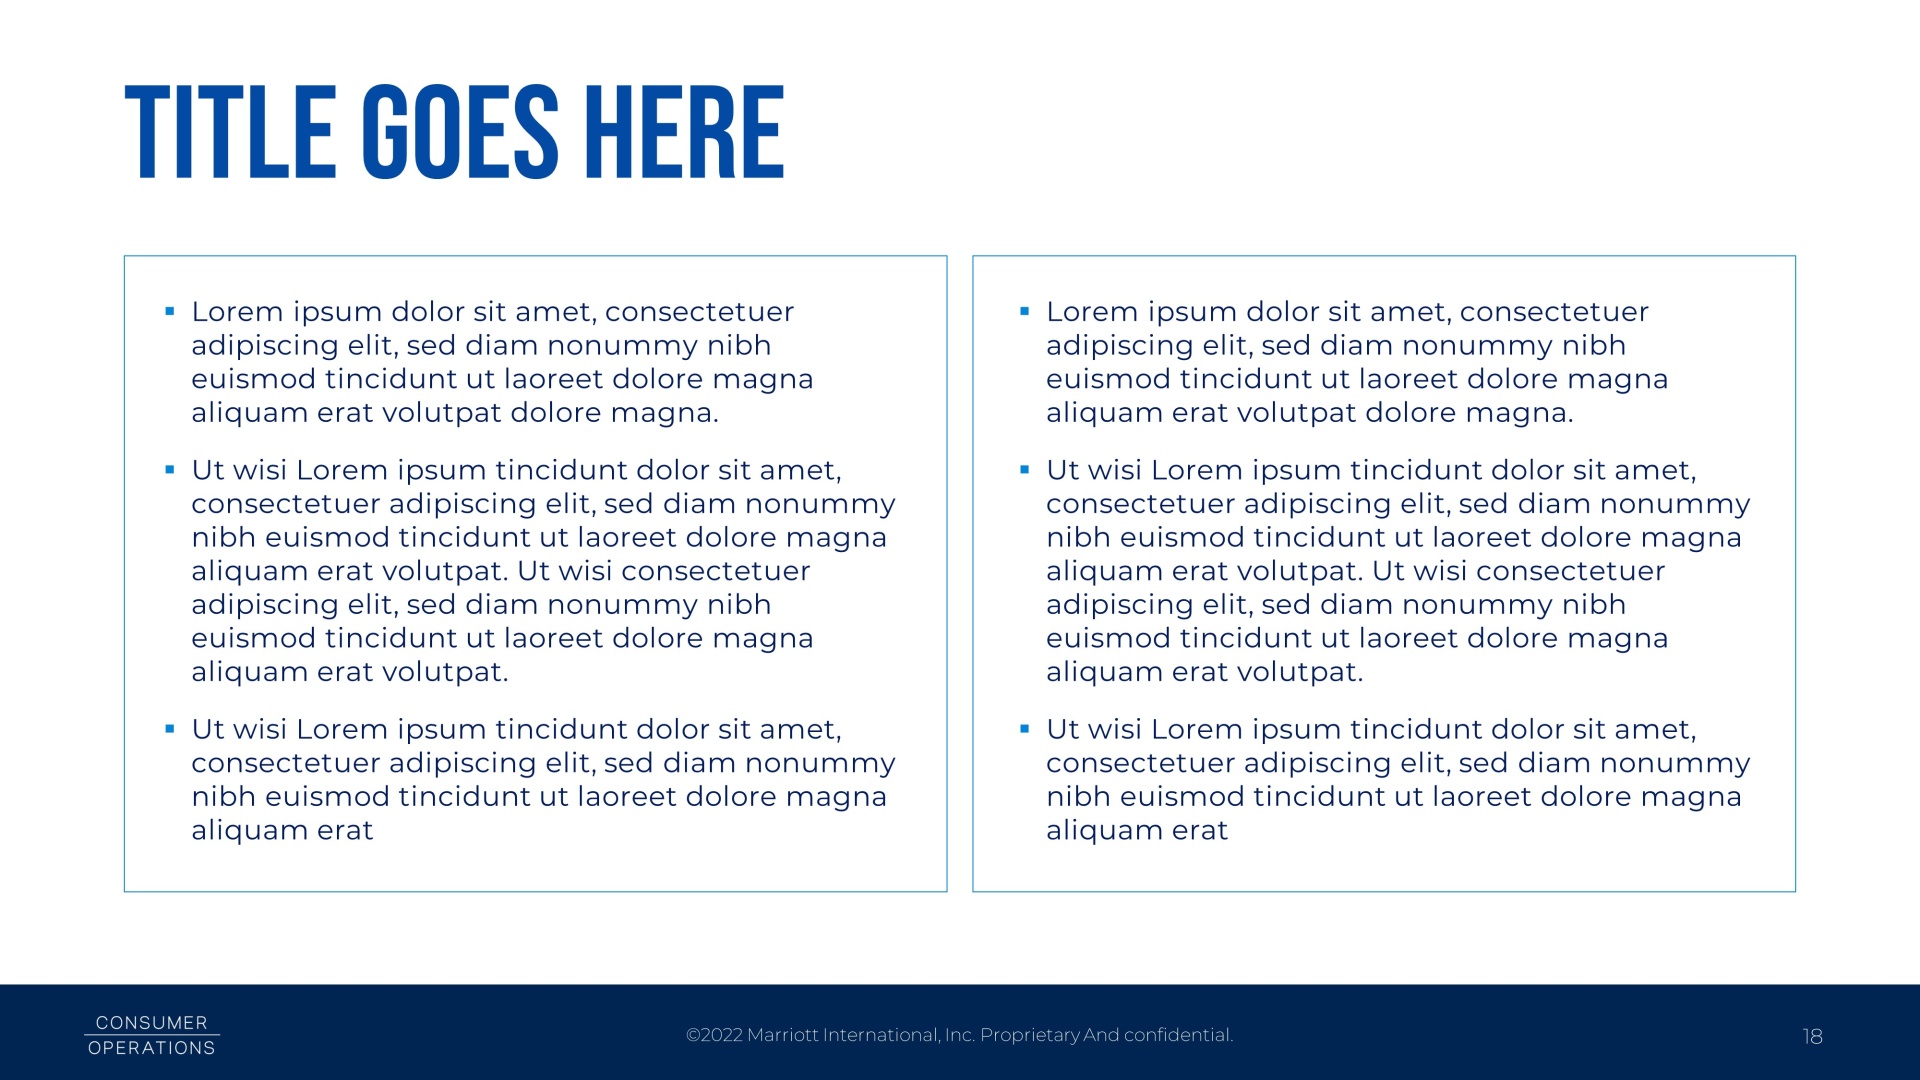 TITLE GOES HERE
▪ Lorem ipsum dolor sit amet, consectetuer
adipiscing elit, sed diam nonummy nibh
euismod tincidunt ut laoreet dolore magna
aliquam erat volutpat dolore magna.
▪ Ut wisi Lorem ipsum tincidunt dolor sit amet,
consectetuer adipiscing elit, sed diam nonummy
nibh euismod tincidunt ut laoreet dolore magna
aliquam erat volutpat. Ut wisi consectetuer
adipiscing elit, sed diam nonummy nibh
euismod tincidunt ut laoreet dolore magna
aliquam erat volutpat.
▪ Ut wisi Lorem ipsum tincidunt dolor sit amet,
consectetuer adipiscing elit, sed diam nonummy
nibh euismod tincidunt ut laoreet dolore magna
aliquam erat
▪ Lorem ipsum dolor sit amet, consectetuer
adipiscing elit, sed diam nonummy nibh
euismod tincidunt ut laoreet dolore magna
aliquam erat volutpat dolore magna.
▪ Ut wisi Lorem ipsum tincidunt dolor sit amet,
consectetuer adipiscing elit, sed diam nonummy
nibh euismod tincidunt ut laoreet dolore magna
aliquam erat volutpat. Ut wisi consectetuer
adipiscing elit, sed diam nonummy nibh
euismod tincidunt ut laoreet dolore magna
aliquam erat volutpat.
▪ Ut wisi Lorem ipsum tincidunt dolor sit amet,
consectetuer adipiscing elit, sed diam nonummy
nibh euismod tincidunt ut laoreet dolore magna
aliquam erat
CONSUMER
OPERATIONS
©2022 Marriott International, Inc. Proprietary And confidential.
18